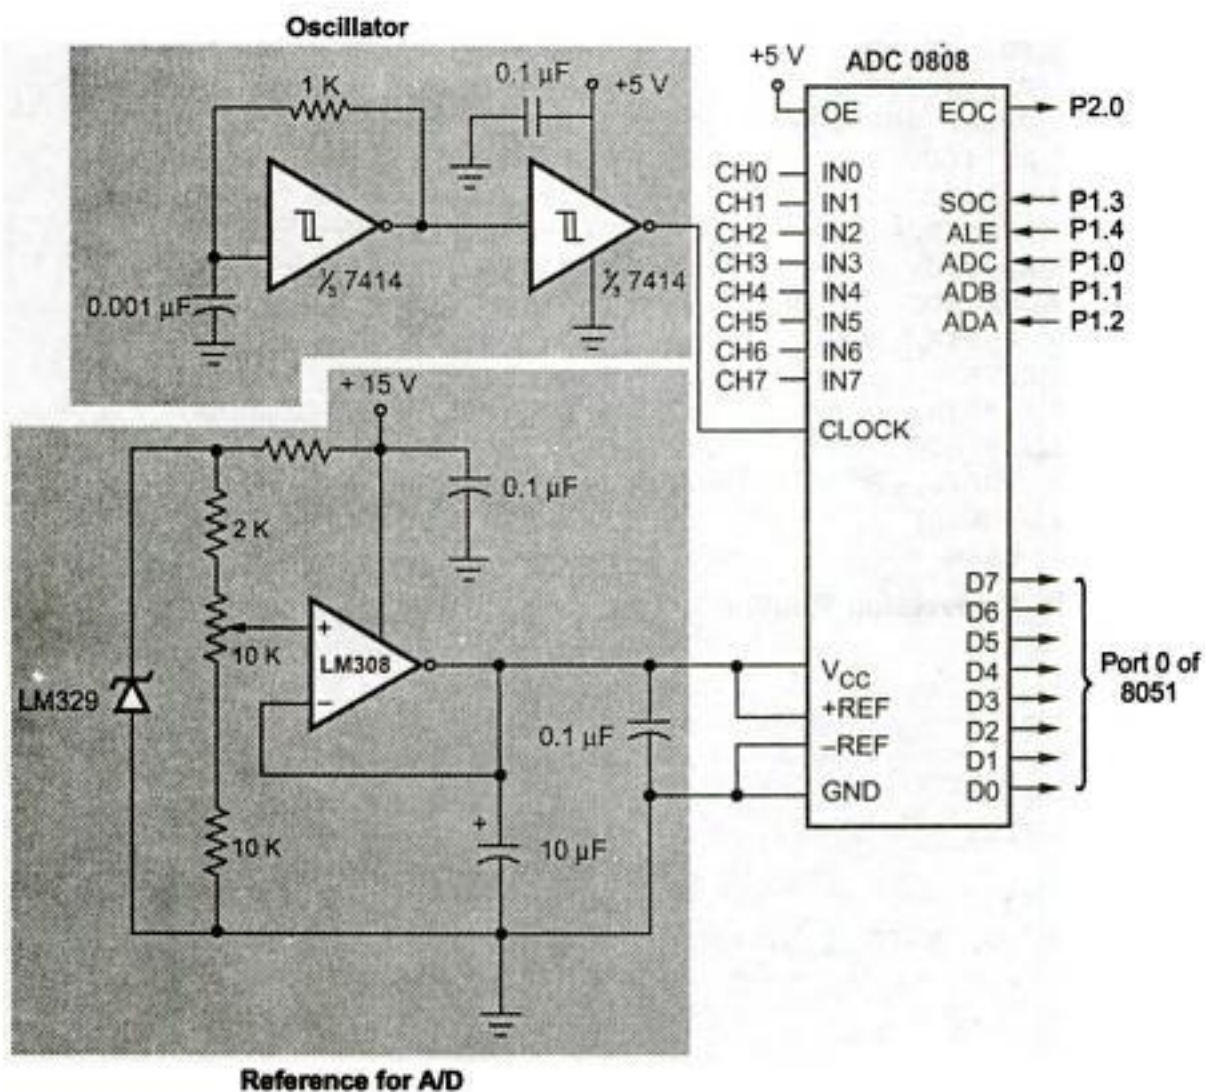 Oscillator
1 K
0.1 µF
+5 V
⅓ 7414
⅓ 7414
0.001 µF
+5 V
ADC 0808
OE
EOC
P2.0
CH0
IN0
CH1
IN1
SOC
P1.3
CH2
IN2
ALE
P1.4
CH3
IN3
ADC
P1.0
CH4
IN4
ADB
P1.1
CH5
IN5
ADA
P1.2
CH6
IN6
CH7
IN7
CLOCK
+ 15 V
0.1 µF
2 K
10 K
+
LM308
−
LM329
10 K
+
10 µF
0.1 µF
VCC
+REF
–REF
GND
D7
D6
D5
D4
D3
D2
D1
D0
Port 0 of
8051
Reference for A/D